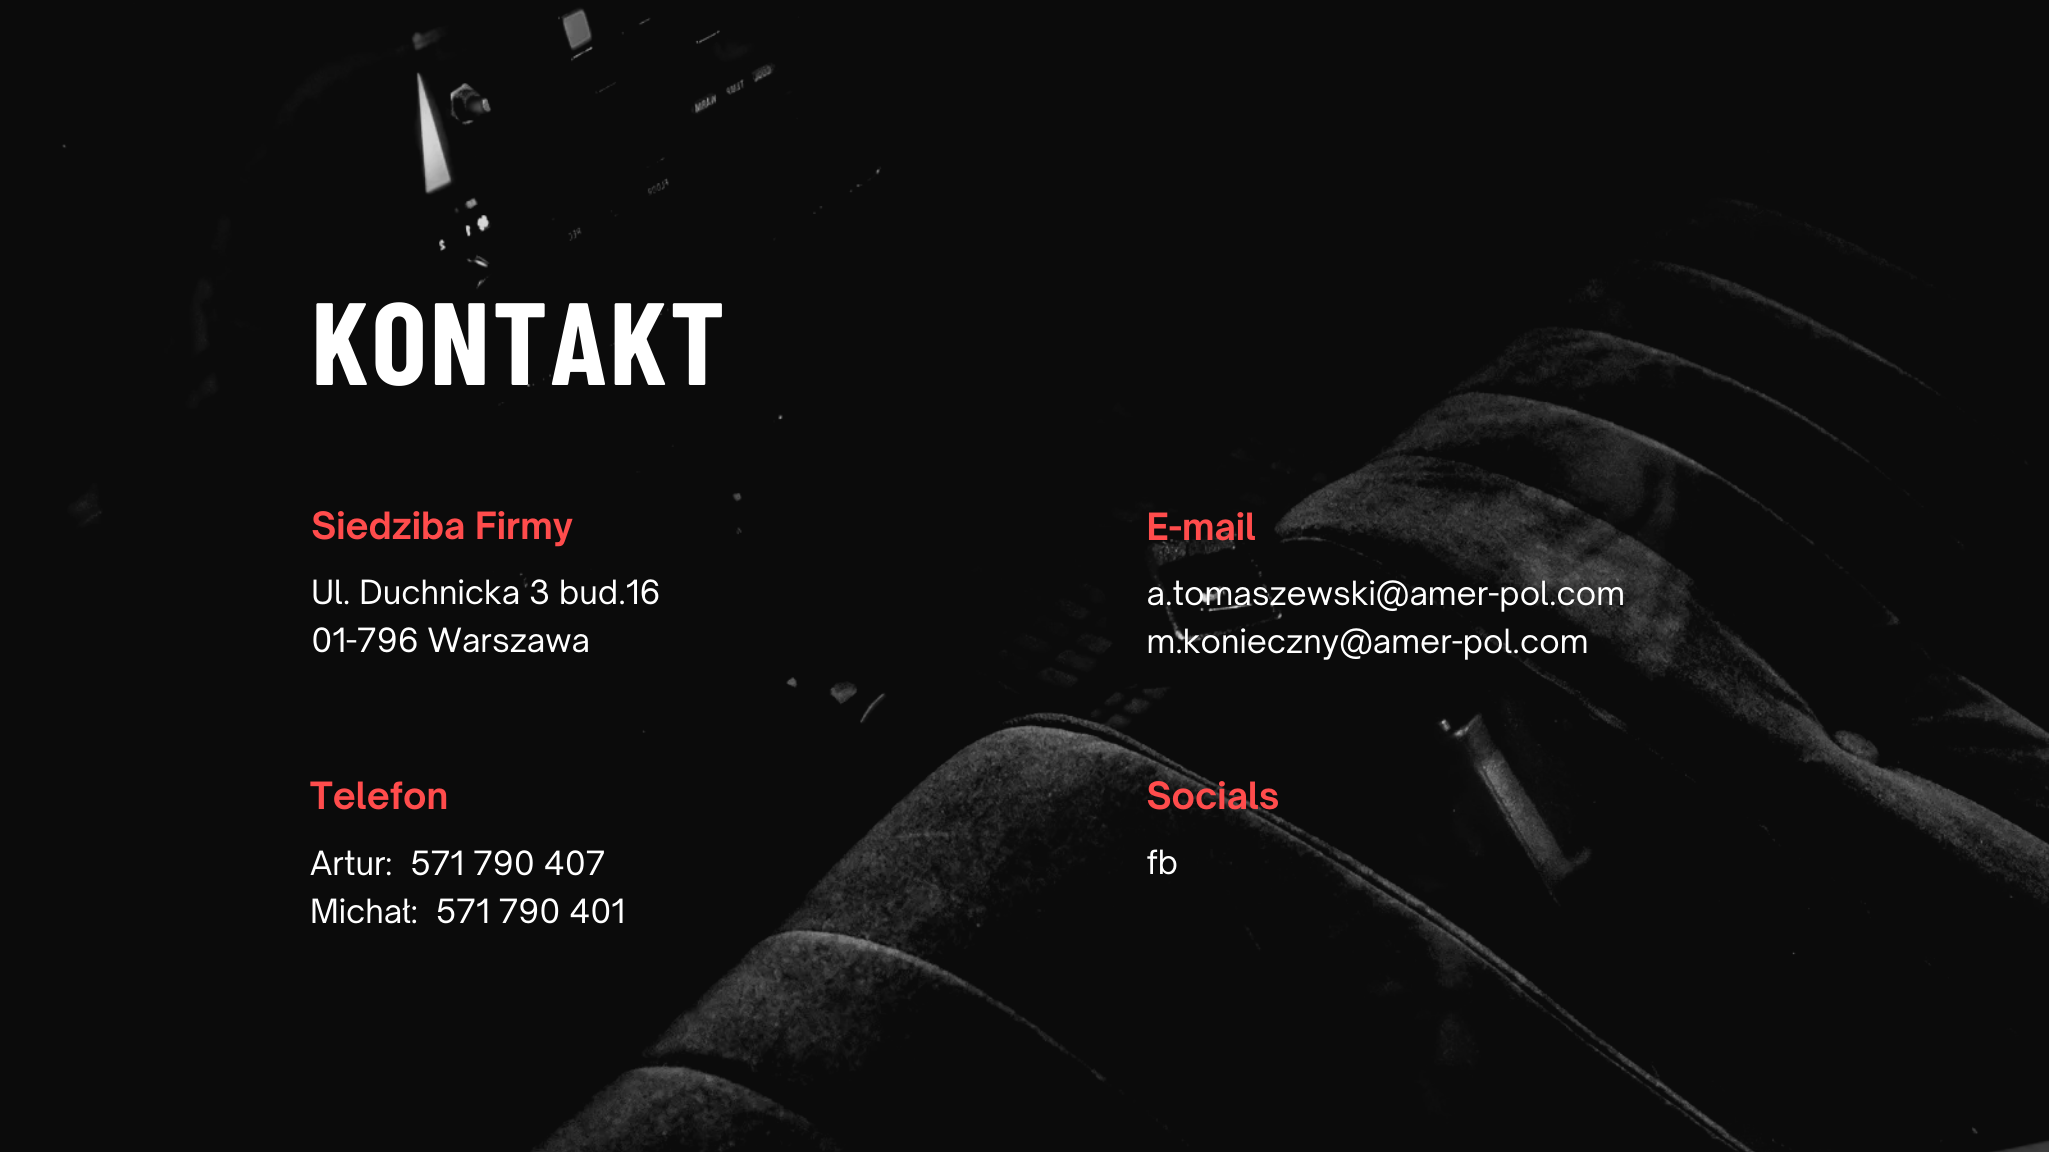 KONTAKT
Siedziba Firmy
Ul. Duchnicka 3 bud.16
01-796 Warszawa
E-mail
a.tomaszewski@amer-pol.com
m.konieczny@amer-pol.com
Telefon
Artur: 571 790 407
Michał: 571 790 401
Socials
fb